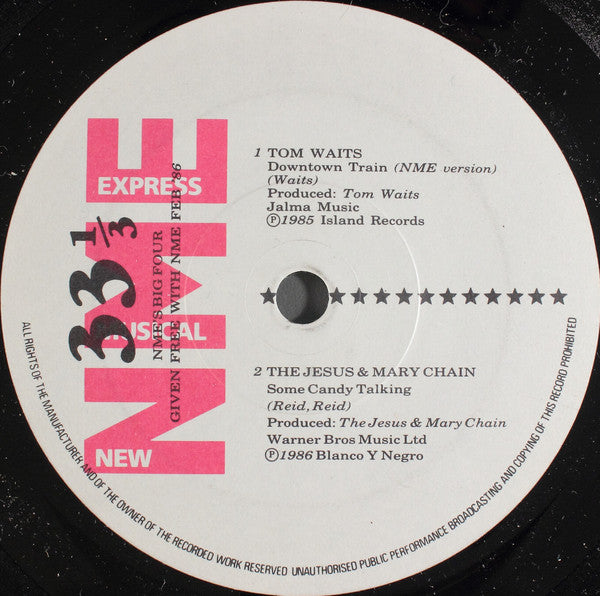 NME
NEW
MUSICAL
EXPRESS
33 1/3
NME'S BIG FOUR
GIVEN FREE WITH NME FEB '86
1 TOM WAITS
Downtown Train (NME version)
(Waits)
Produced: Tom Waits
Jalma Music
Ⓟ1985 Island Records
2 THE JESUS & MARY CHAIN
Some Candy Talking
(Reid, Reid)
Produced: The Jesus & Mary Chain
Warner Bros Music Ltd
Ⓟ1986 Blanco Y Negro
ALL RIGHTS OF THE MANUFACTURER AND OF THE OWNER OF THE RECORDED WORK RESERVED UNAUTHORISED PUBLIC PERFORMANCE BROADCASTING AND COPYING OF THIS RECORD PROHIBITED